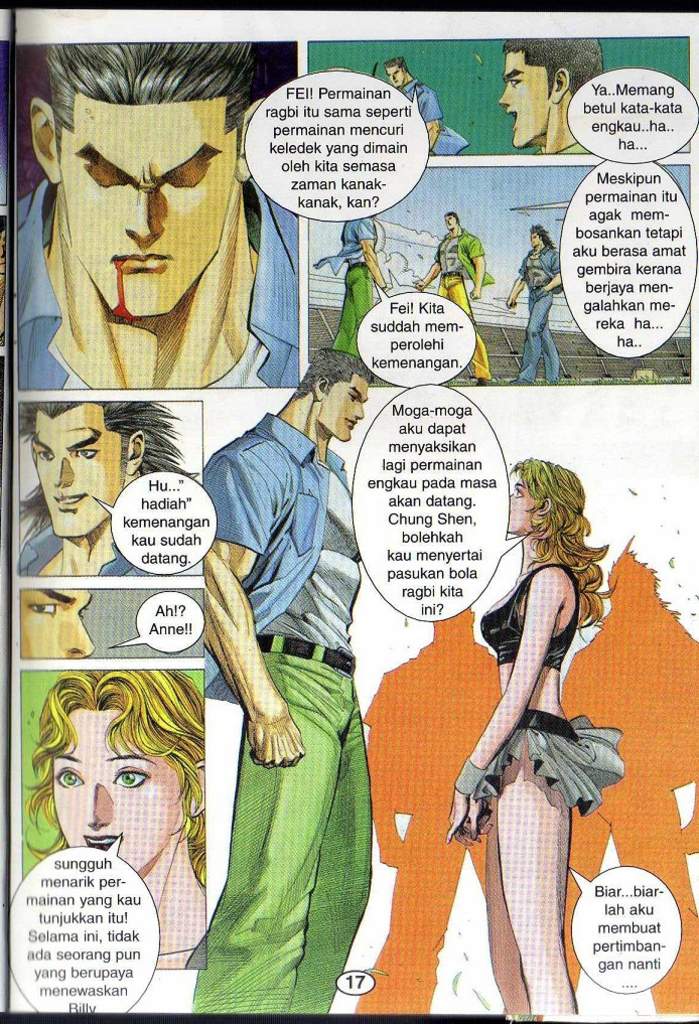 FEI! Permainan
ragbi itu sama seperti
permainan mencuri
keledek yang dimain
oleh kita semasa
zaman kanak-
kanak, kan?
Ya..Memang
betul kata-kata
engkau..ha..
ha...
Meskipun
permainan itu
agak mem-
bosankan tetapi
aku berasa amat
gembira kerana
berjaya men-
galahkan me-
reka ha...
ha..
Fei! Kita
suddah mem-
perolehi
kemenangan.
Hu..."
hadiah"
kemenangan
kau sudah
datang.
Ah!?
Anne!!
sungguh
menarik per-
mainan yang kau
tunjukkan itu!
Selama ini, tidak
ada seorang pun
yang berupaya
menewaskan
Billy
Moga-moga
aku dapat
menyaksikan
lagi permainan
engkau pada masa
akan datang.
Chung Shen,
bolehkah
kau menyertai
pasukan bola
ragbi kita
ini?
Biar...biar-
lah aku
membuat
pertimban-
gan nanti
....
17